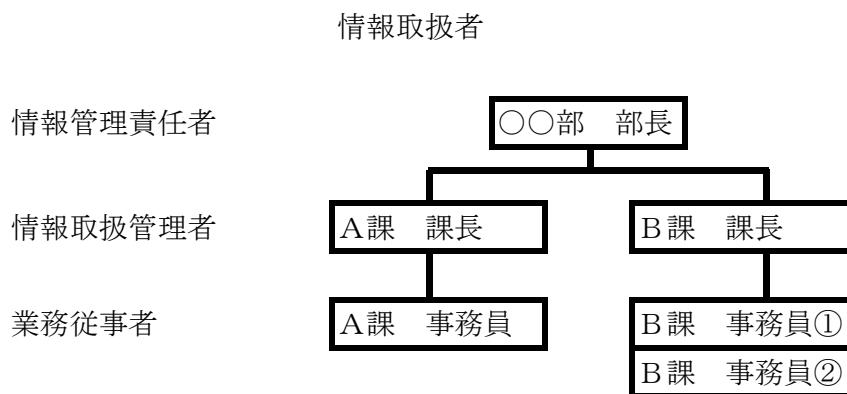 情報取扱者
情報管理責任者 ○○部 部長
情報取扱管理者 A課 課長 B課 課長
業務従事者 A課 事務員 B課 事務員①
B課 事務員②